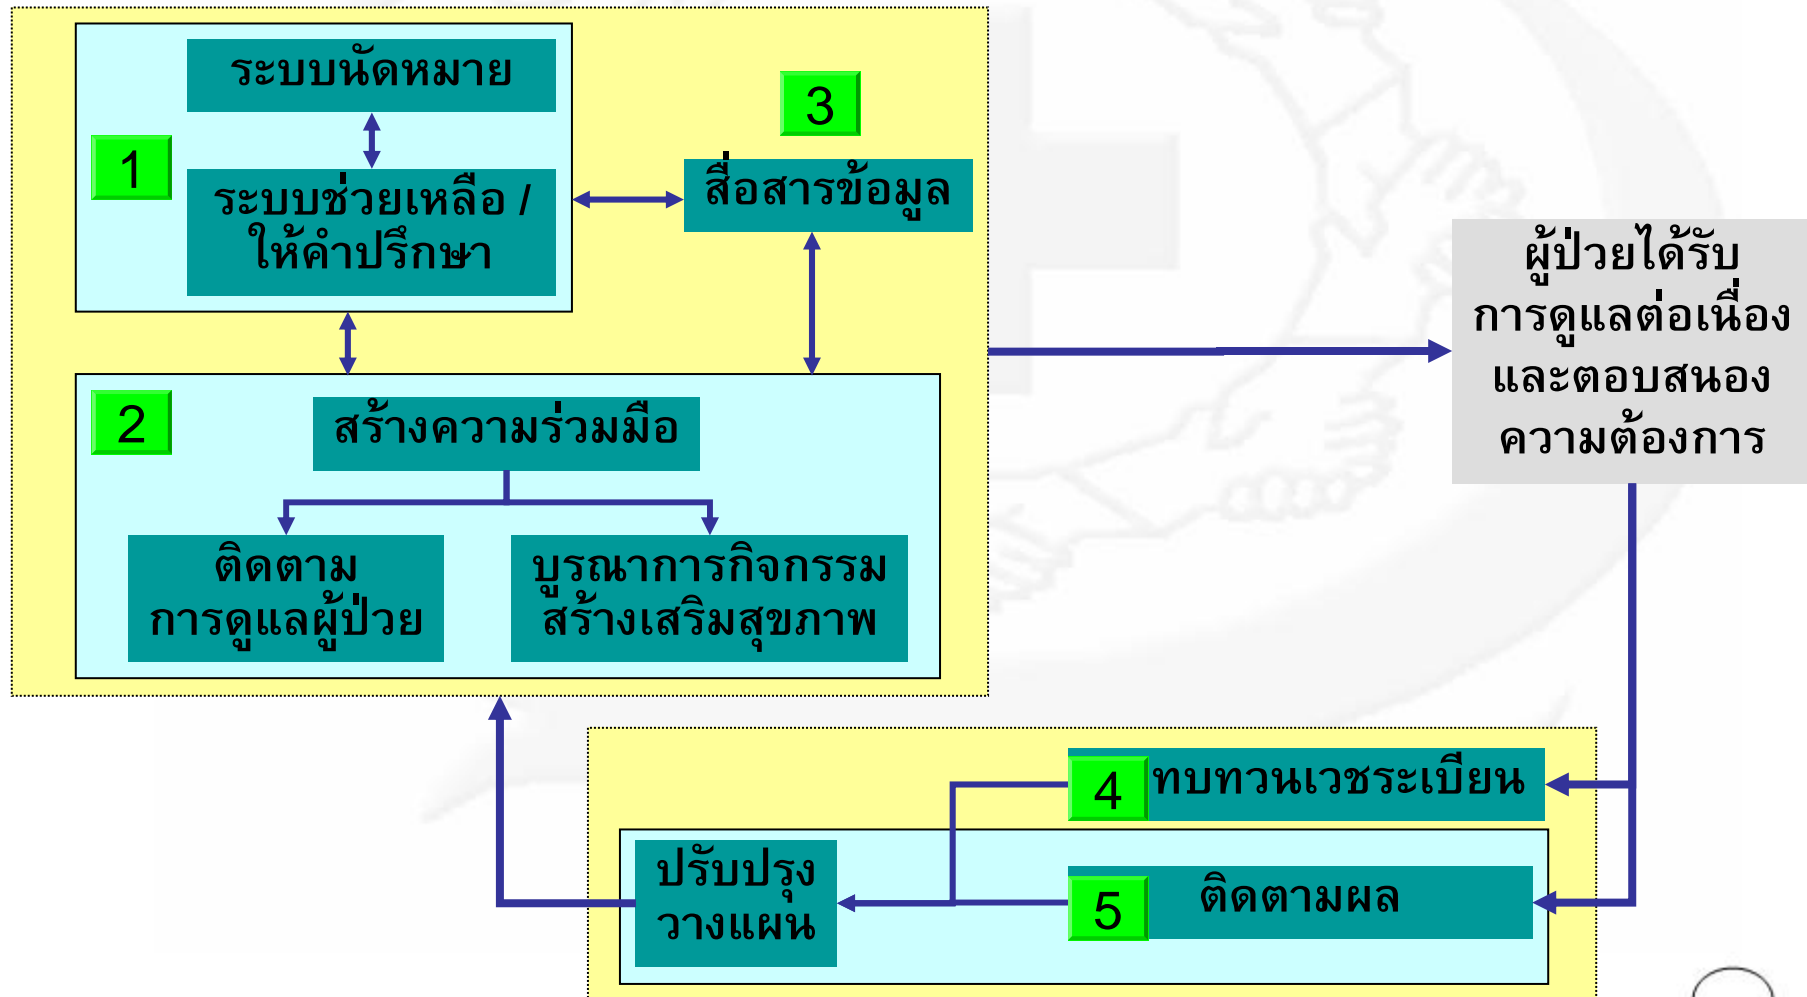 ระบบนัดหมาย
1
ระบบช่วยเหลือ /
ให้คำปรึกษา
3
สื่อสารข้อมูล
2
สร้างความร่วมมือ
ติดตาม
การดูแลผู้ป่วย
บูรณาการกิจกรรม
สร้างเสริมสุขภาพ
ผู้ป่วยได้รับ
การดูแลต่อเนื่อง
และตอบสนอง
ความต้องการ
4
ทบทวนเวชระเบียน
ปรับปรุง
วางแผน
5
ติดตามผล